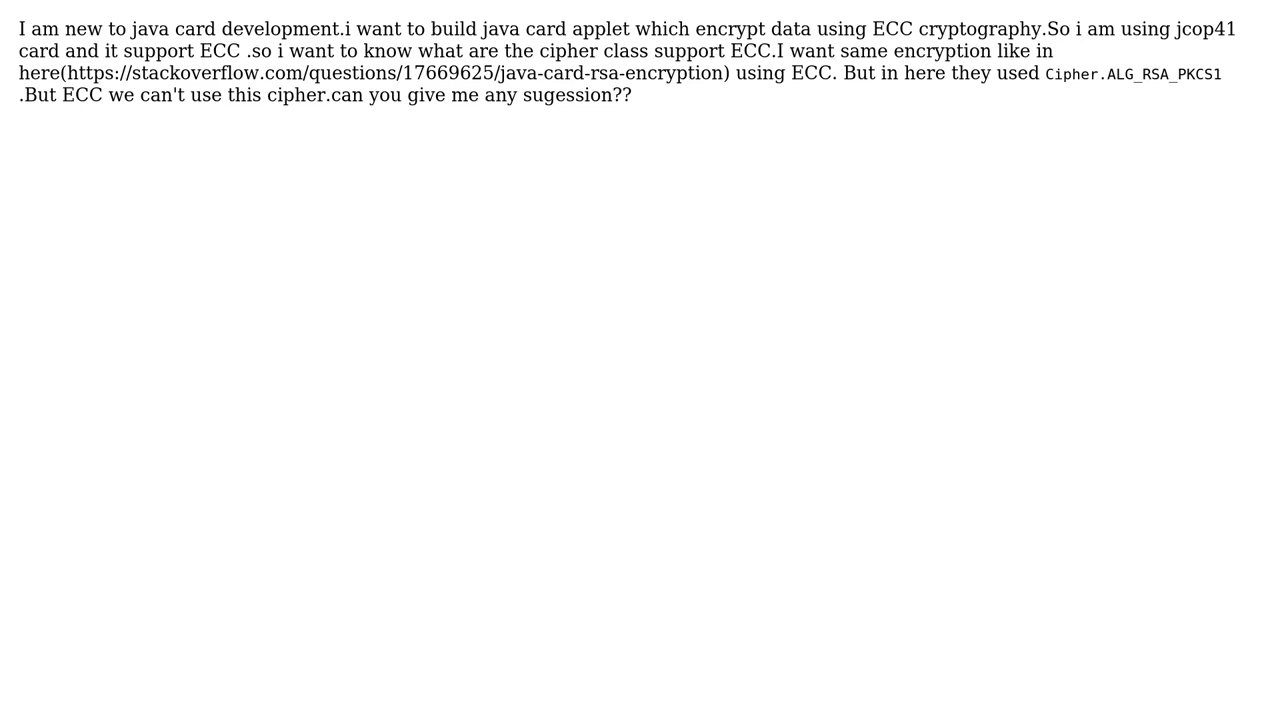 I am new to java card development.i want to build java card applet which encrypt data using ECC cryptography.So i am using jcop41
card and it support ECC .so i want to know what are the cipher class support ECC.I want same encryption like in
here(https://stackoverflow.com/questions/17669625/java-card-rsa-encryption) using ECC. But in here they used Cipher.ALG_RSA_PKCS1
.But ECC we can't use this cipher.can you give me any sugession??